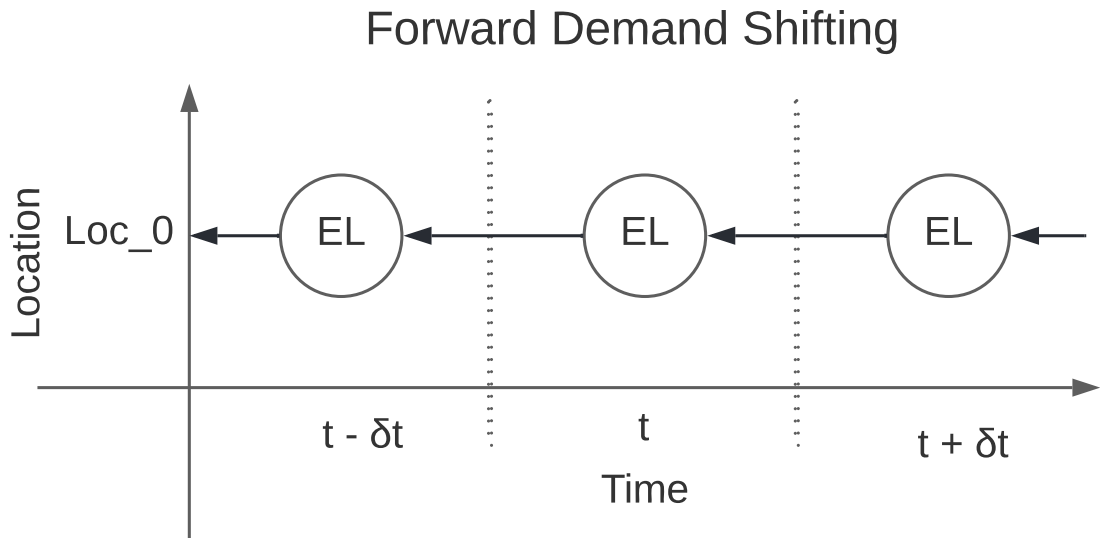 Forward Demand Shifting
Location
Loc_0
EL
EL
EL
t - δt
t
t + δt
Time